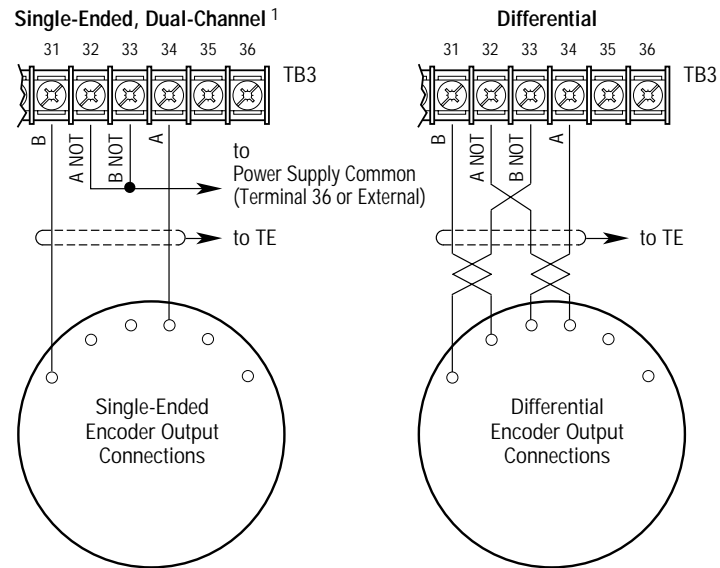 Single-Ended, Dual-Channel 1
31 32 33 34 35 36
TB3
B
A NOT
B NOT
A
to
Power Supply Common
(Terminal 36 or External)
to TE
Single-Ended
Encoder Output
Connections
Differential
31 32 33 34 35 36
TB3
B
A NOT
B NOT
A
to TE
Differential
Encoder Output
Connections